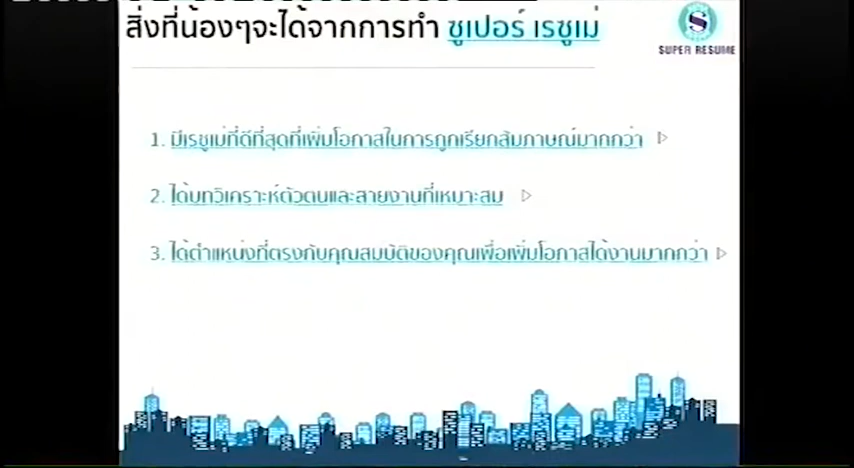 สิ่งที่น้องๆจะได้จากการทำ ซูเปอร์ เรซูเม่
SUPER RESUME
1. มีเรซูเม่ที่ดีที่สุดที่เพิ่มโอกาสในการถูกเรียกสัมภาษณ์มากกว่า
2. ได้บทวิเคราะห์ตัวตนและสายงานที่เหมาะสม
3. ได้ตำแหน่งที่ตรงกับคุณสมบัติของคุณเพื่อเพิ่มโอกาสได้งานมากกว่า